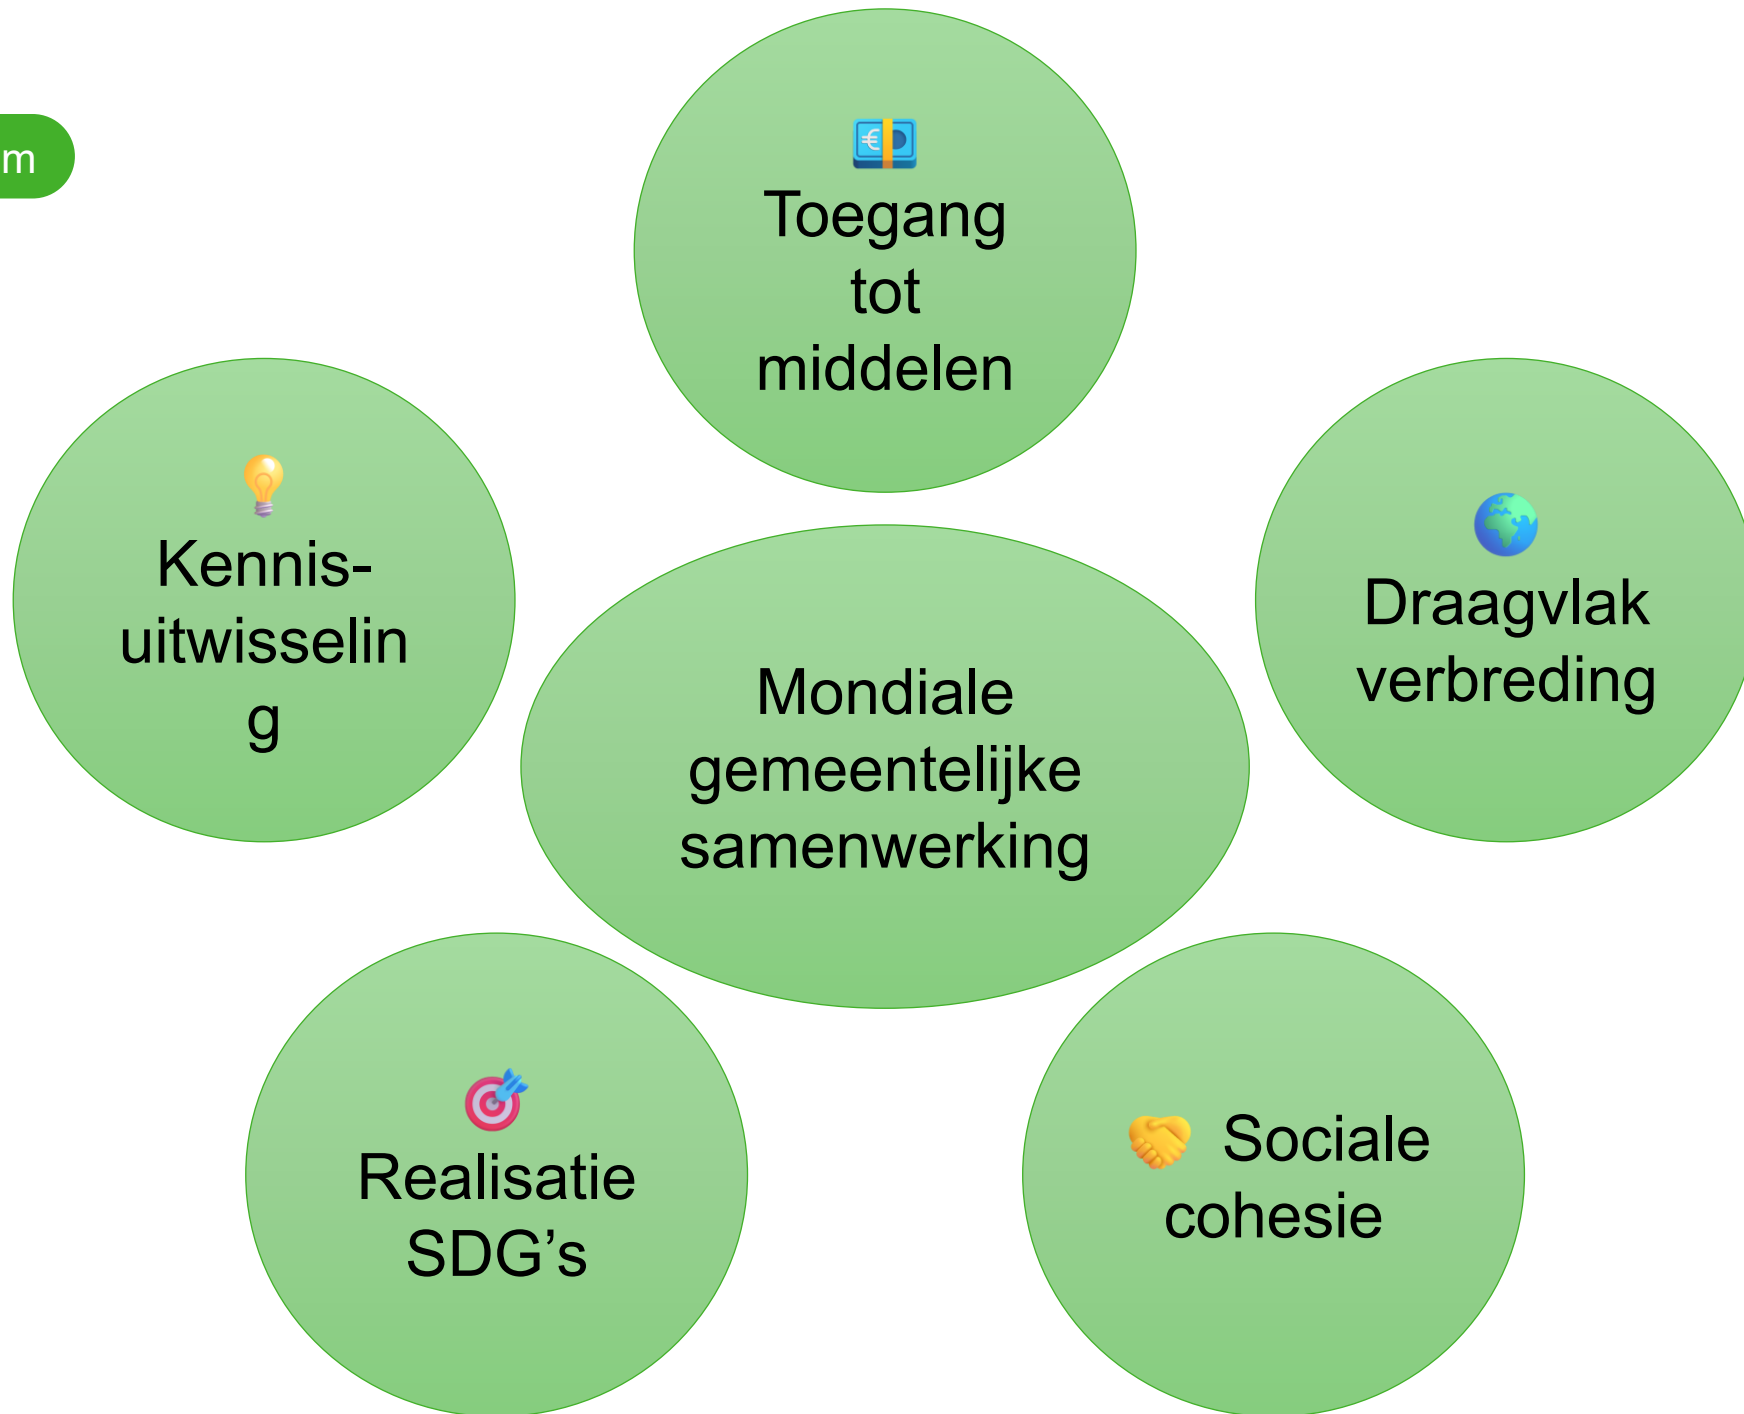 m
Toegang
tot
middelen
Kennis-
uitwisselin
g
Draagvlak
verbreding
Mondiale
gemeentelijke
samenwerking
Realisatie
SDG’s
Sociale
cohesie